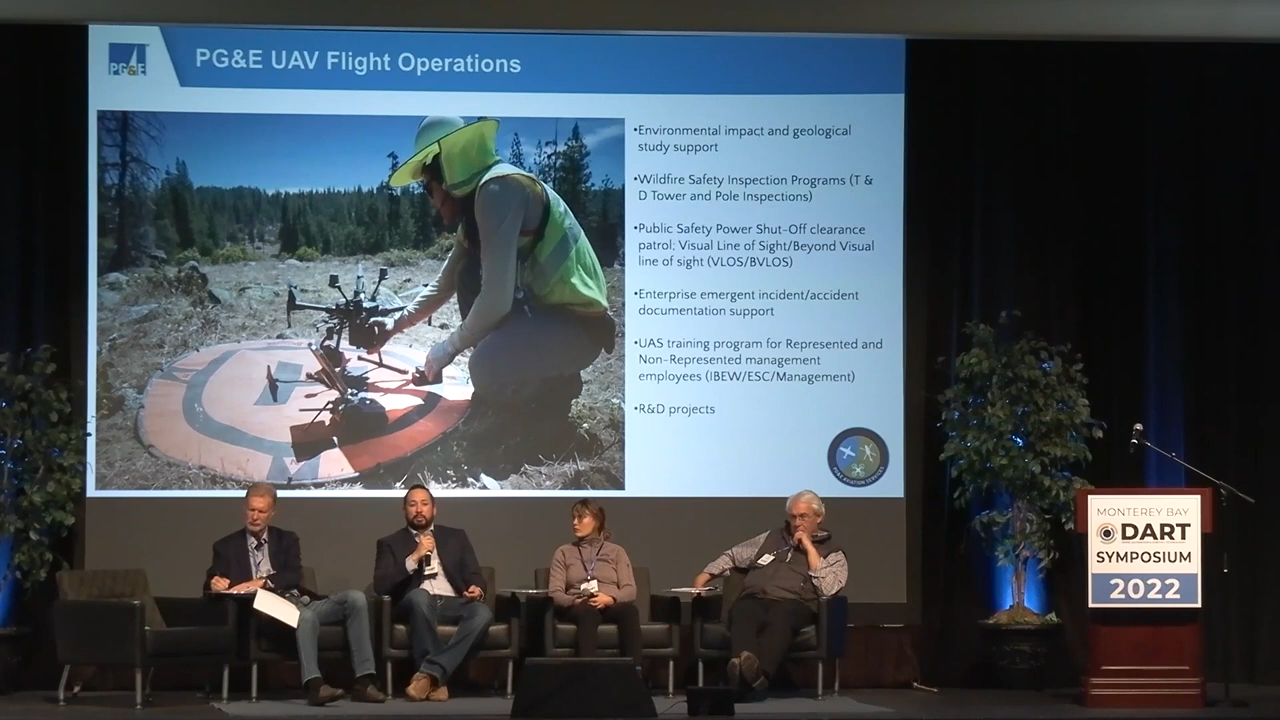 PG&E
PG&E UAV Flight Operations
•Environmental impact and geological
study support
•Wildfire Safety Inspection Programs (T &
D Tower and Pole Inspections)
•Public Safety Power Shut-Off clearance
patrol; Visual Line of Sight/Beyond Visual
line of sight (VLOS/BVLOS)
•Enterprise emergent incident/accident
documentation support
•UAS training program for Represented and
Non-Represented management
employees (IBEW/ESC/Management)
•R&D projects
PG&E AVIATION SERVICES
MONTEREY BAY
DART
SYMPOSIUM
2022